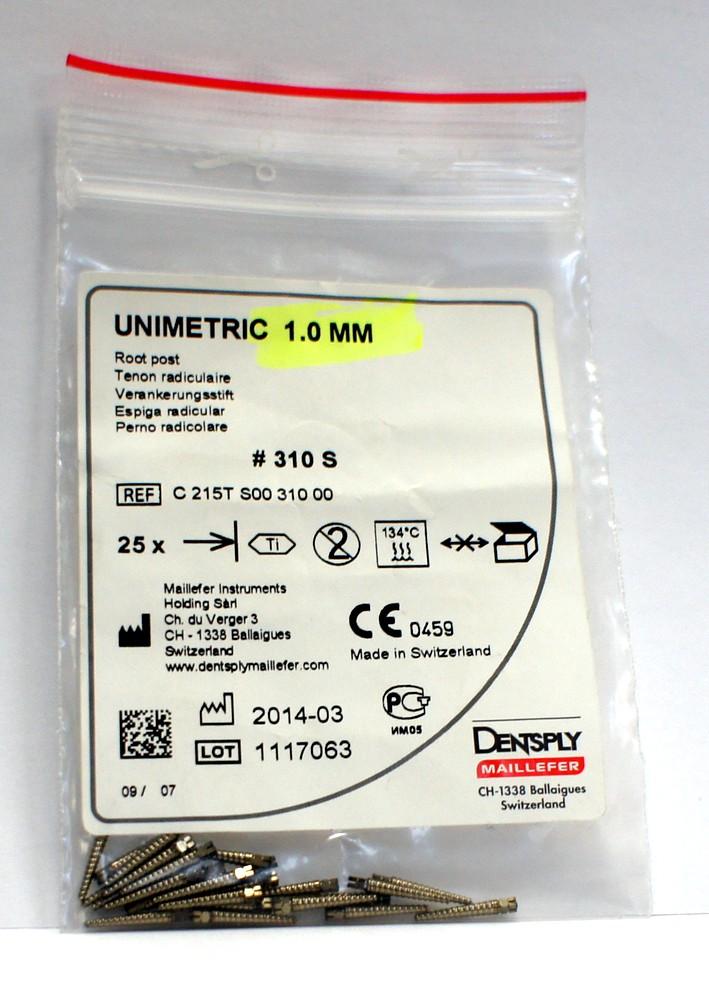 UNIMETRIC 1.0 MM
Root post
Tenon radiculaire
Verankerungsstift
Espiga radicular
Perno radicolare
# 310 S
REF C 215T S00 310 00
25 x Ti 2 134°C
Maillefer Instruments
Holding Sàrl
Ch. du Verger 3
CH - 1338 Ballaigues
Switzerland
www.dentsplymaillefer.com
CE 0459
Made in Switzerland
2014-03
LOT 1117063
РСТ
ИМ05
09 / 07
DENTSPLY
MAILLEFER
CH-1338 Ballaigues
Switzerland